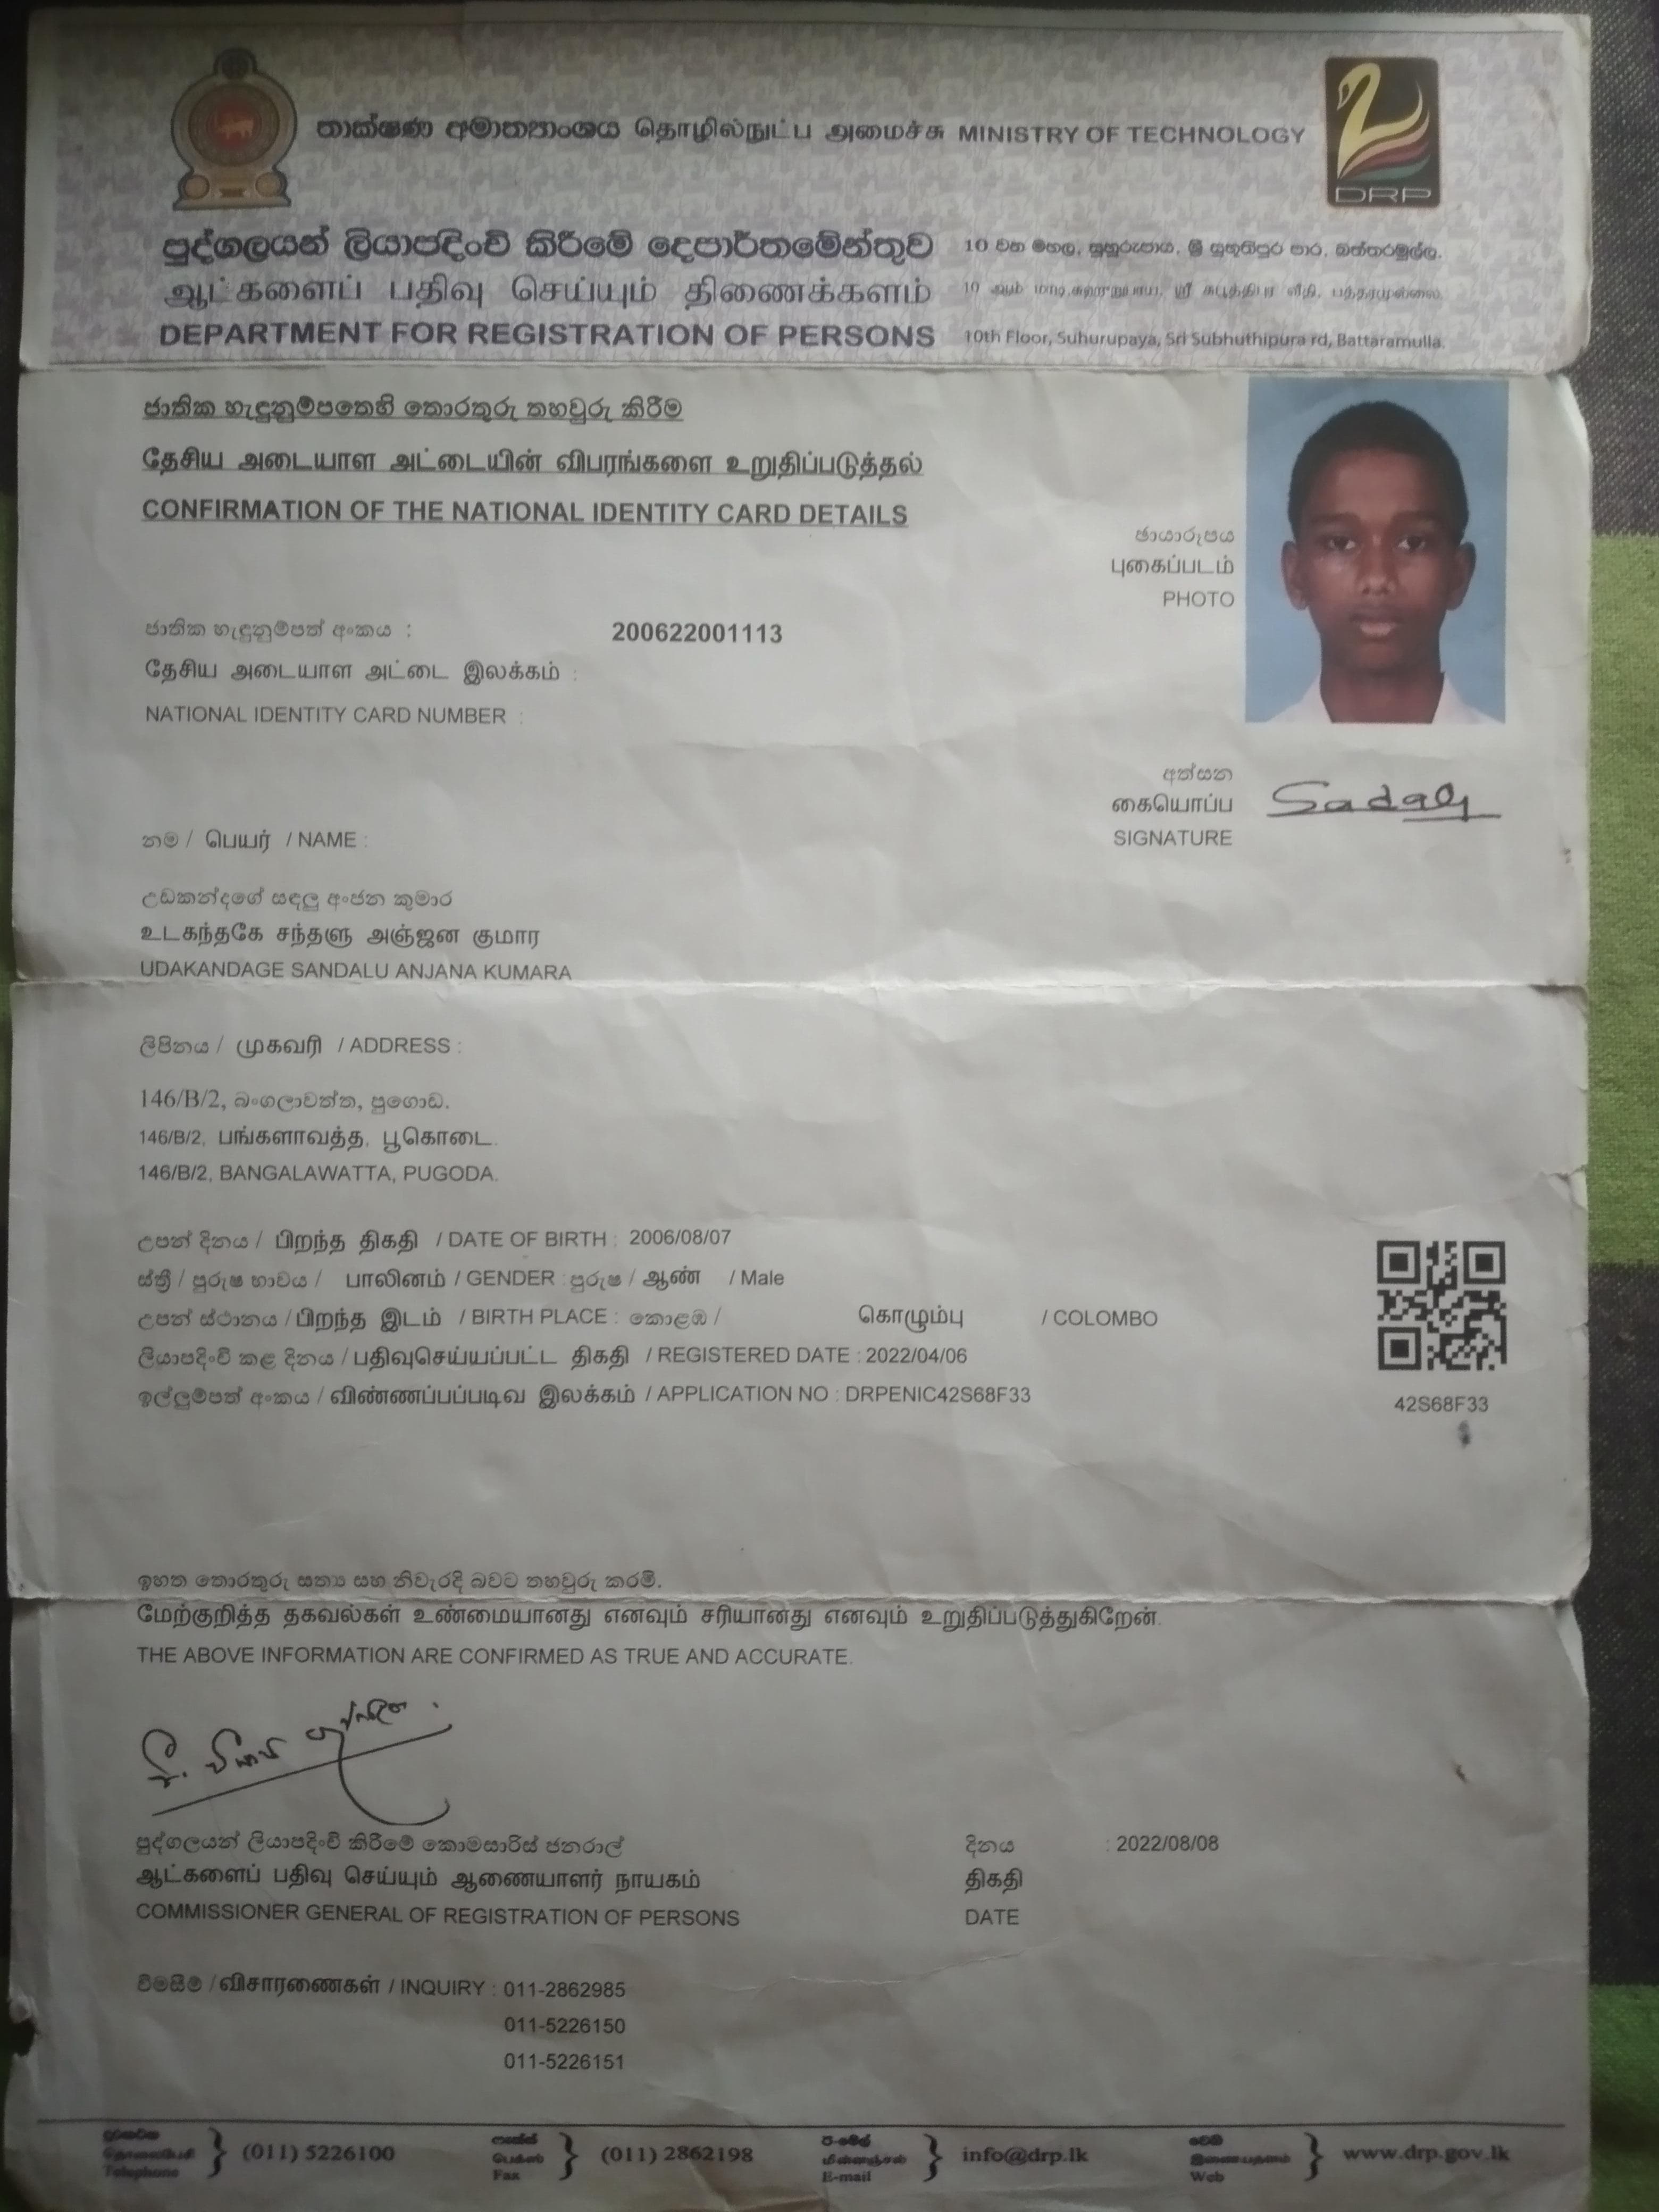 තාක්ෂණ අමාත්‍යාංශය தொழில்நுட்ப அமைச்சு MINISTRY OF TECHNOLOGY
DRP
පුද්ගලයන් ලියාපදිංචි කිරීමේ දෙපාර්තමේන්තුව 10 වන මහල, සුහුරුපාය, ශ්‍රී සුභූතිපුර පාර, බත්තරමුල්ල.
ஆட்களைப் பதிவு செய்யும் திணைக்களம் 10 ஆம் மாடி, ஸ்ரீ வீதி, பத்தரமுல்லை.
DEPARTMENT FOR REGISTRATION OF PERSONS 10th Floor, Suhurupaya, Sri Subhuthipura rd, Battaramulla.
ජාතික හැඳුනුම්පතෙහි තොරතුරු තහවුරු කිරීම
தேசிய அடையாள அட்டையின் விபரங்களை உறுதிப்படுத்தல்
CONFIRMATION OF THE NATIONAL IDENTITY CARD DETAILS
ඡායාරූපය
புகைப்படம்
PHOTO
ජාතික හැඳුනුම්පත් අංකය : 200622001113
தேசிய அடையாள அட்டை இலக்கம் :
NATIONAL IDENTITY CARD NUMBER :
අත්සන
கையொப்ப
SIGNATURE
නම / பெயர் / NAME :
උඩකන්දගේ සඳලු අංජන කුමාර
உடகந்தகே சந்தளு அஞ்ஜன குமார
UDAKANDAGE SANDALU ANJANA KUMARA
ලිපිනය / முகவரி / ADDRESS :
146/B/2, බංගලාවත්ත, පුගොඩ.
146/B/2, பங்களாவத்த, பூகொடை.
146/B/2, BANGALAWATTA, PUGODA.
උපන් දිනය / பிறந்த திகதி / DATE OF BIRTH : 2006/08/07
ස්ත්‍රී / පුරුෂ භාවය / பாலினம் / GENDER : පුරුෂ / ஆண் / Male
උපන් ස්ථානය / பிறந்த இடம் / BIRTH PLACE : කොළඹ / கொழும்பு / COLOMBO
ලියාපදිංචි කළ දිනය / பதிவுசெய்யப்பட்ட திகதி / REGISTERED DATE : 2022/04/06
ඉල්ලුම්පත් අංකය / விண்ணப்பப்படிவ இலக்கம் / APPLICATION NO : DRPENIC42S68F33
42S68F33
ඉහත තොරතුරු සත්‍ය සහ නිවැරදි බවට තහවුරු කරමි.
மேற்குறித்த தகவல்கள் உண்மையானது எனவும் சரியானது எனவும் உறுதிப்படுத்துகிறேன்.
THE ABOVE INFORMATION ARE CONFIRMED AS TRUE AND ACCURATE.
පුද්ගලයන් ලියාපදිංචි කිරීමේ කොමසාරිස් ජනරාල්
ஆட்களைப் பதிவு செய்யும் ஆணையாளர் நாயகம்
COMMISSIONER GENERAL OF REGISTRATION OF PERSONS
දිනය : 2022/08/08
திகதி
DATE
විමසීම් / விசாரணைகள் / INQUIRY : 011-2862985
011-5226150
011-5226151
Telephone (011) 5226100
Fax (011) 2862198
E-mail info@drp.lk
Web www.drp.gov.lk